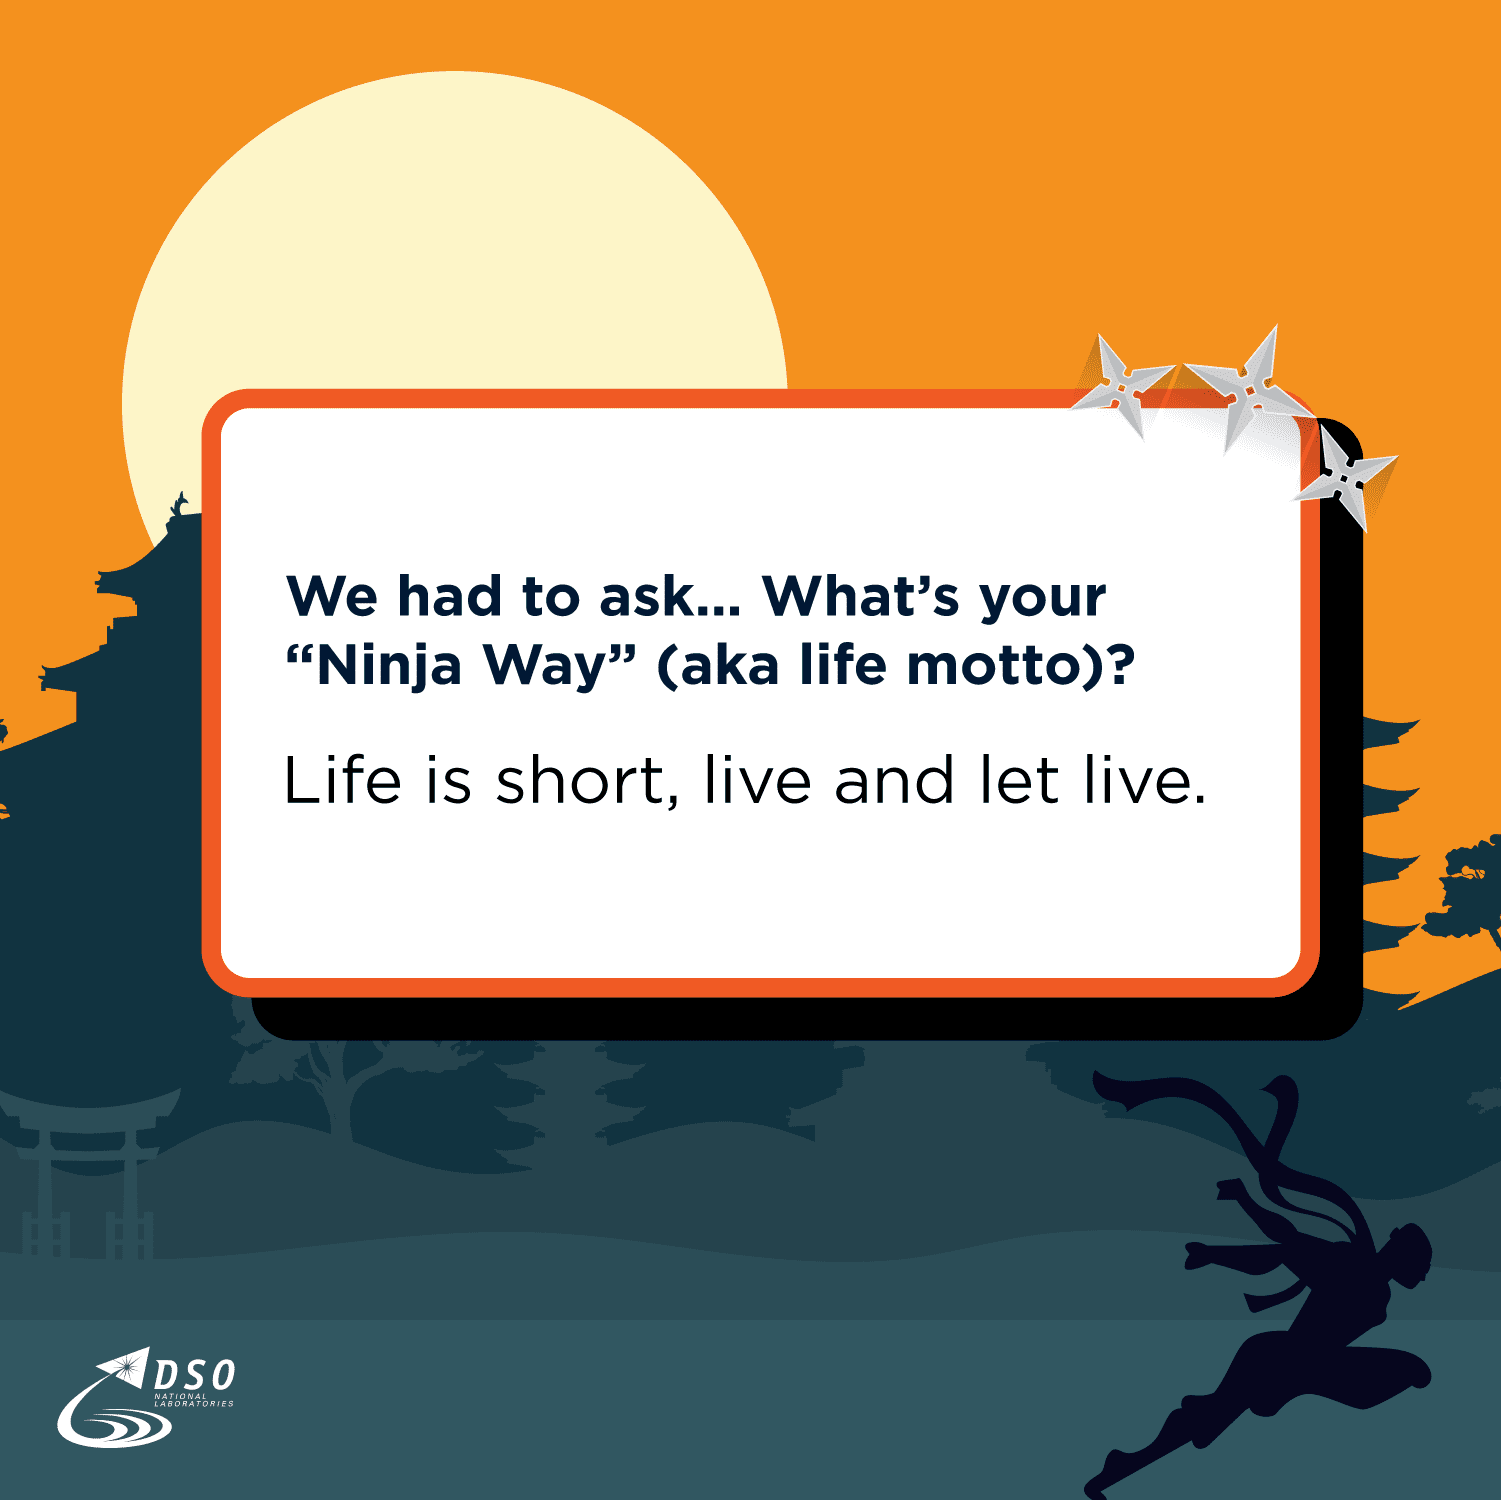 We had to ask... What’s your
“Ninja Way” (aka life motto)?
Life is short, live and let live.
DSO
NATIONAL
LABORATORIES